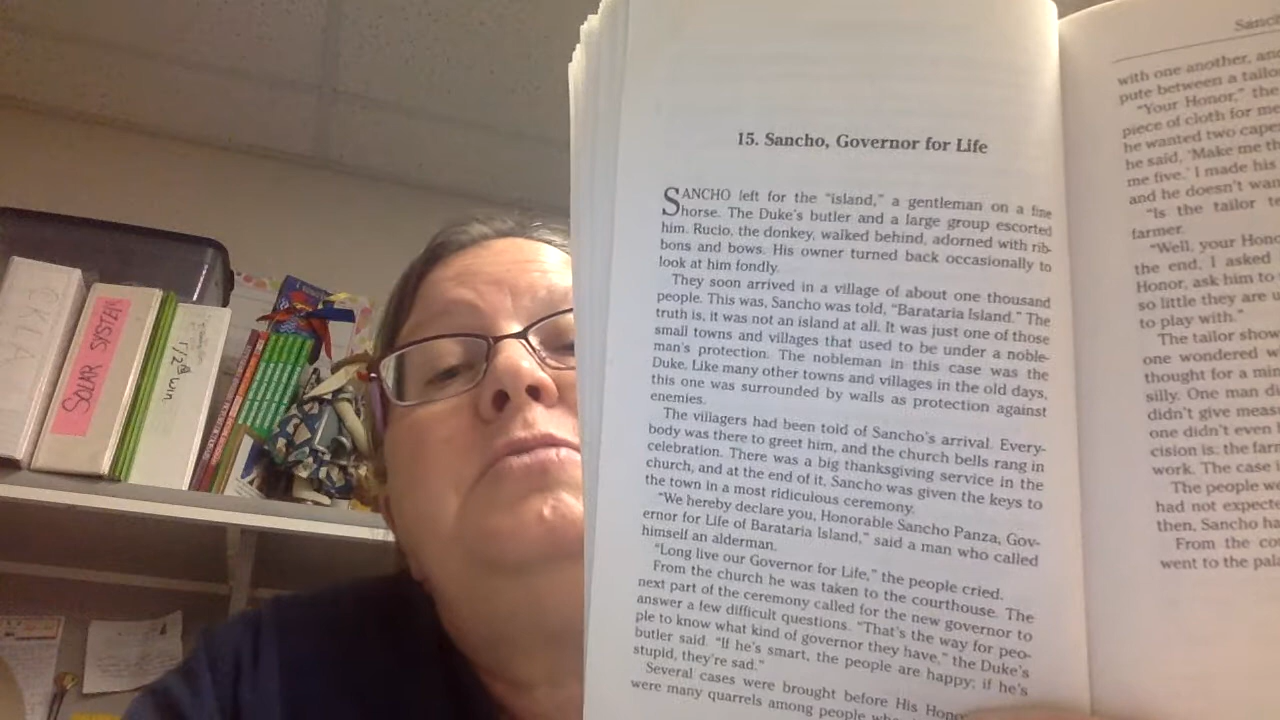 SOLAR SYSTEM
15. Sancho, Governor for Life
SANCHO left for the "island," a gentleman on a fine
horse. The Duke's butler and a large group escorted
him. Rucio, the donkey, walked behind, adorned with rib-
bons and bows. His owner turned back occasionally to
look at him fondly.
They soon arrived in a village of about one thousand
people. This was, Sancho was told, "Barataria Island." The
truth is, it was not an island at all. It was just one of those
small towns and villages that used to be under a noble-
man's protection. The nobleman in this case was the
Duke. Like many other towns and villages in the old days,
this one was surrounded by walls as protection against
enemies.
The villagers had been told of Sancho's arrival. Every-
body was there to greet him, and the church bells rang in
celebration. There was a big thanksgiving service in the
church, and at the end of it, Sancho was given the keys to
the town in a most ridiculous ceremony.
"We hereby declare you, Honorable Sancho Panza, Gov-
ernor for Life of Barataria Island," said a man who called
himself an alderman.
"Long live our Governor for Life," the people cried.
From the church he was taken to the courthouse. The
next part of the ceremony called for the new governor to
answer a few difficult questions. "That's the way for peo-
ple to know what kind of governor they have," the Duke's
butler said. "If he's smart, the people are happy; if he's
stupid, they're sad."
Several cases were brought before His
were many quarrels among people
with one another, and
pute between a
"Your Honor," the
piece of cloth for me
he wanted two
he said. 'Make me
me five.' I made his
and he doesn't
"Is the tailor
farmer.
"Well, your
the end, I asked
Honor, ask him to
so little they are
to play with."
The tailor
one wondered
thought for a
silly. One man
didn't give
one didn't even
cision is: the
work. The case
The people
had not
then, Sancho
From the
went to the